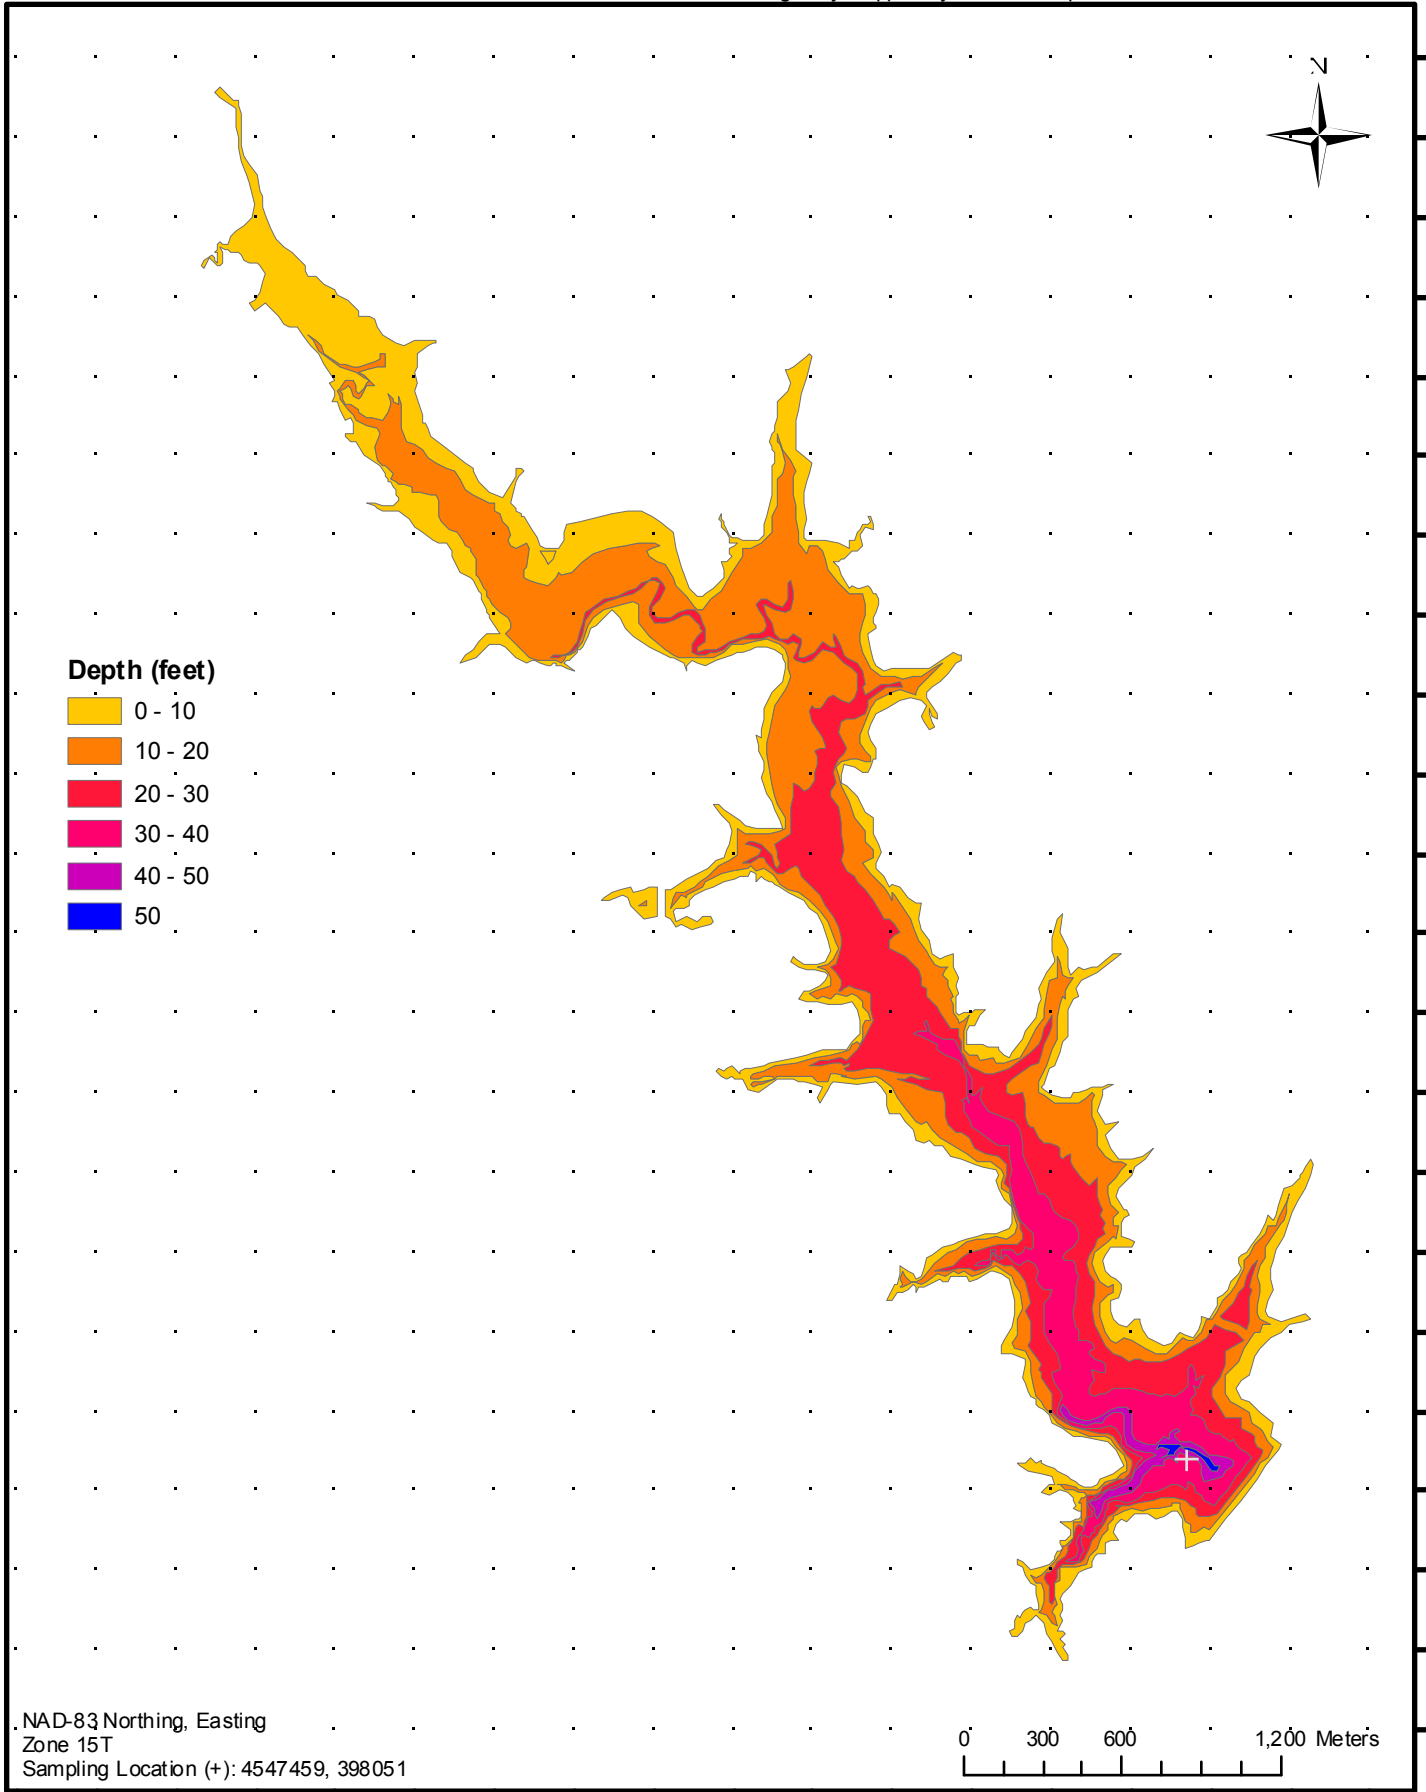 N
Depth (feet)
0 - 10
10 - 20
20 - 30
30 - 40
40 - 50
50
NAD-83 Northing, Easting
Zone 15T
Sampling Location (+): 4547459, 398051
0 300 600 1,200 Meters